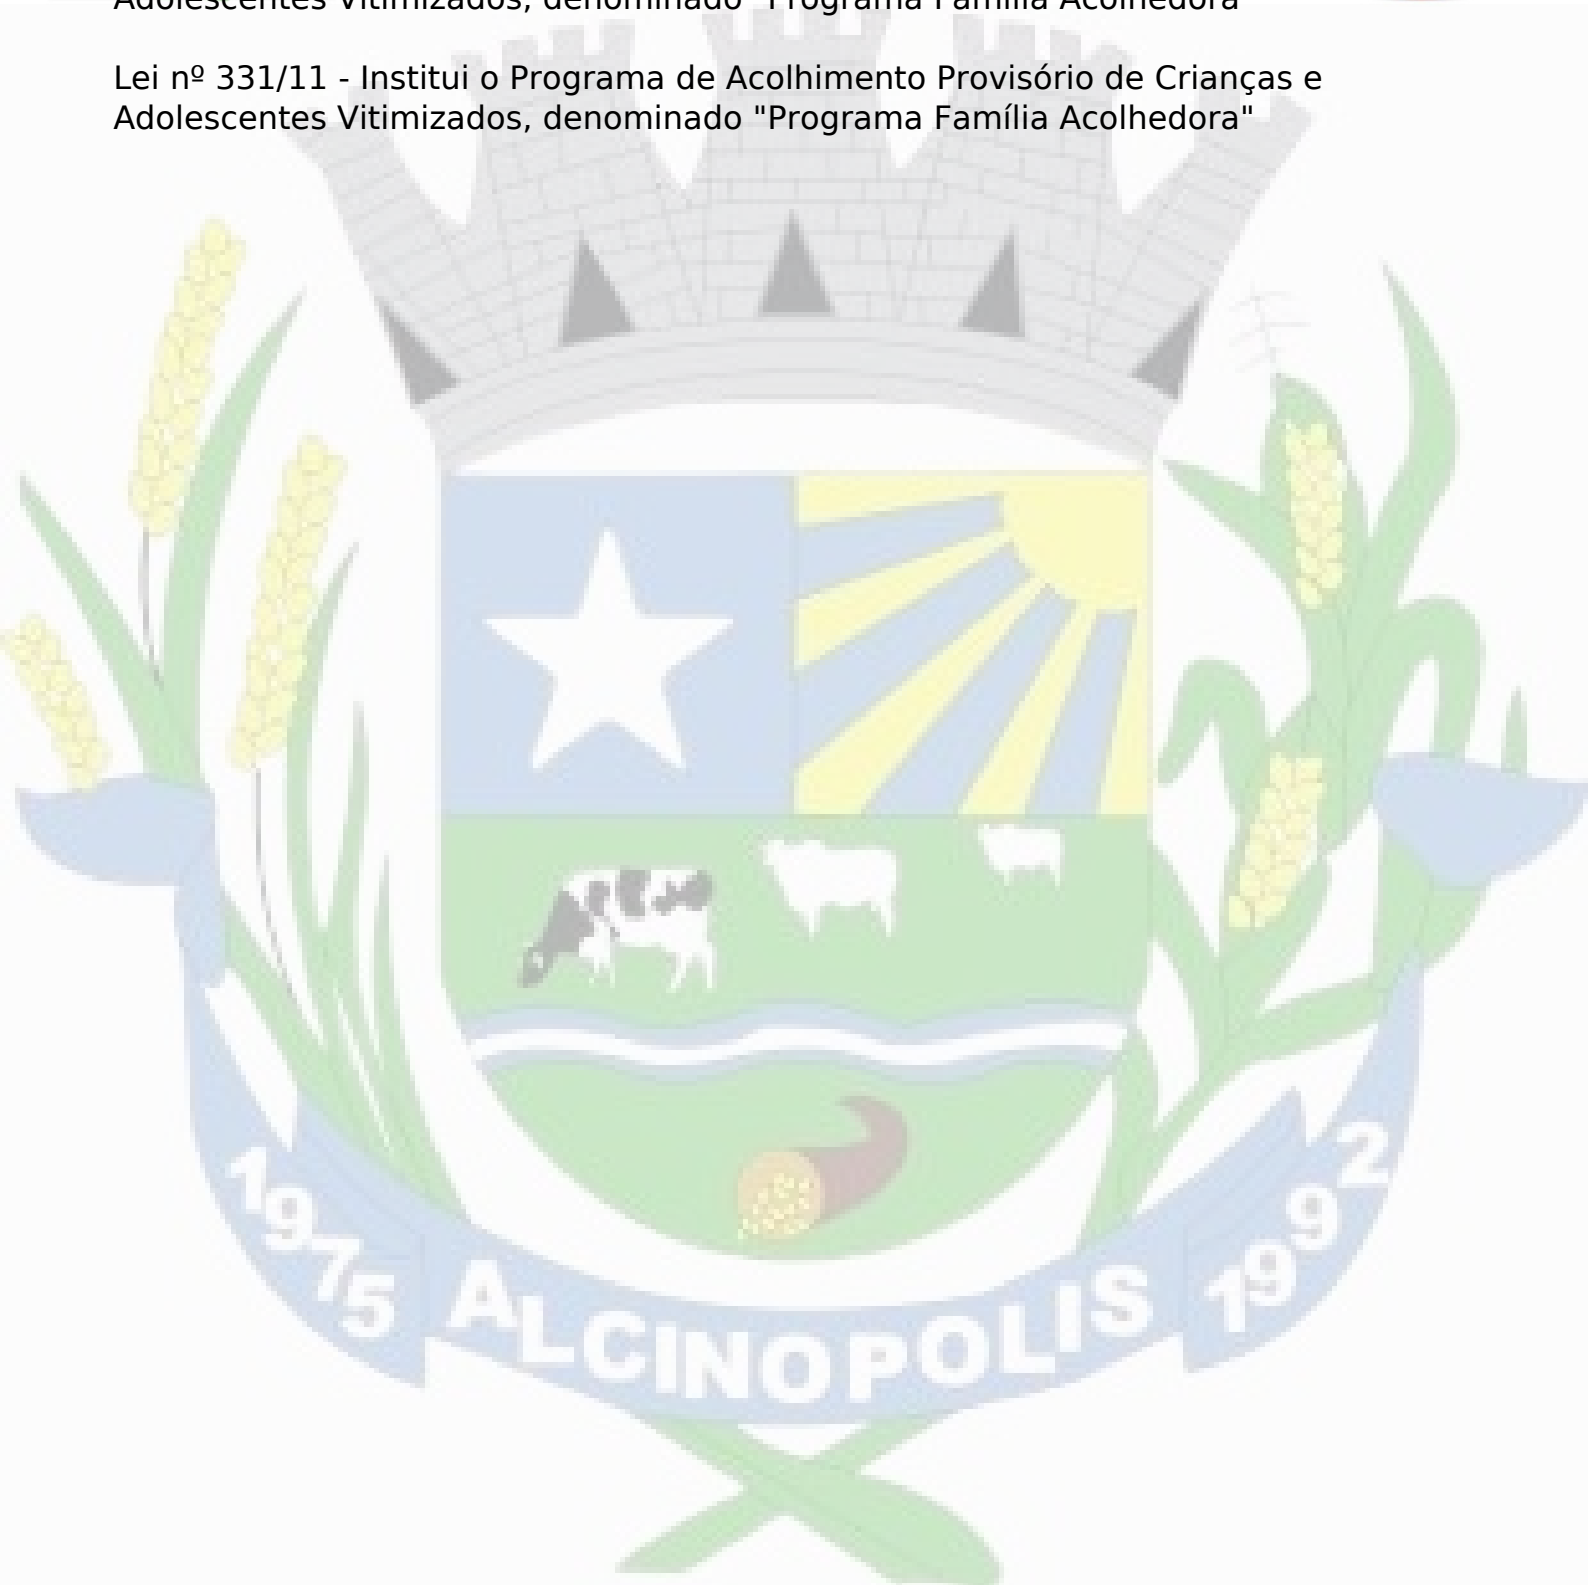 Adolescentes Vitimizados, denominado "Programa Família Acolhedora"
Lei nº 331/11 - Institui o Programa de Acolhimento Provisório de Crianças e
Adolescentes Vitimizados, denominado "Programa Família Acolhedora"
1975 ALCINOPOLIS 1992